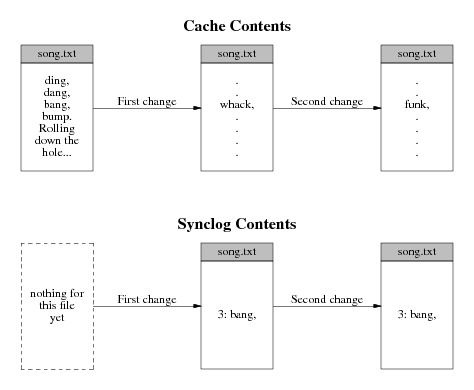 Cache Contents
song.txt
song.txt
song.txt
ding,
dang,
bang,
bump.
Rolling
down the
hole...
First change
.
.
whack,
.
.
.
.
Second change
.
.
funk,
.
.
.
.
Synclog Contents
song.txt
song.txt
nothing for
this file
yet
First change
3: bang,
Second change
3: bang,